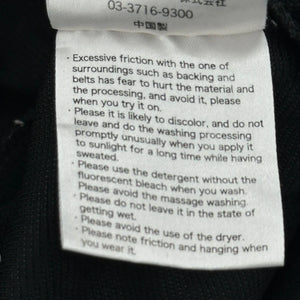 式会社
03-3716-9300
中国製
・Excessive friction with the one of
surroundings such as backing and
belts has fear to hurt the material and
the processing, and avoid it, please
when you try it on.
・Please it is likely to discolor, and do not
leave and do the washing processing
promptly unusually when you apply it
to sunlight for a long time while having
sweated.
・Please use the detergent without the
fluorescent bleach when you wash.
Please avoid the massage washing.
・Please do not leave it in the state of
getting wet.
・Please avoid the use of the dryer.
・Please note friction and hanging when
you wear it.